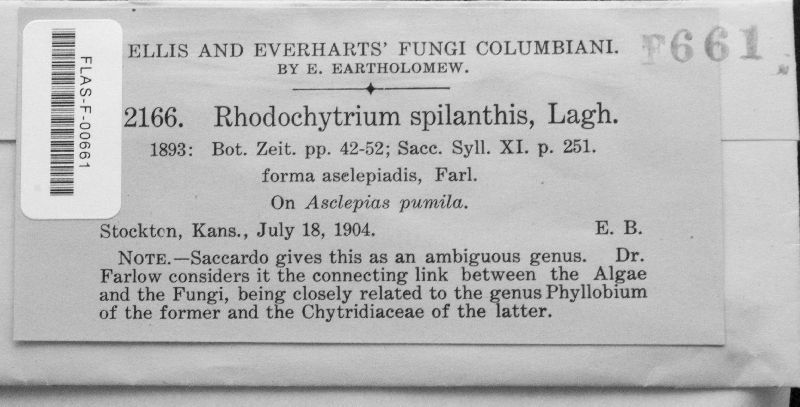 ELLIS AND EVERHARTS' FUNGI COLUMBIANI.
BY E. EARTHOLOMEW.
F661
FLAS-F-00661
2166. Rhodochytrium spilanthis, Lagh.
1893: Bot. Zeit. pp. 42-52; Sacc. Syll. XI. p. 251.
forma aselepiadis, Farl.
On Asclepias pumila.
Stockton, Kans., July 18, 1904. E. B.
NOTE.—Saccardo gives this as an ambiguous genus. Dr.
Farlow considers it the connecting link between the Algae
and the Fungi, being closely related to the genus Phyllobium
of the former and the Chytridiaceae of the latter.